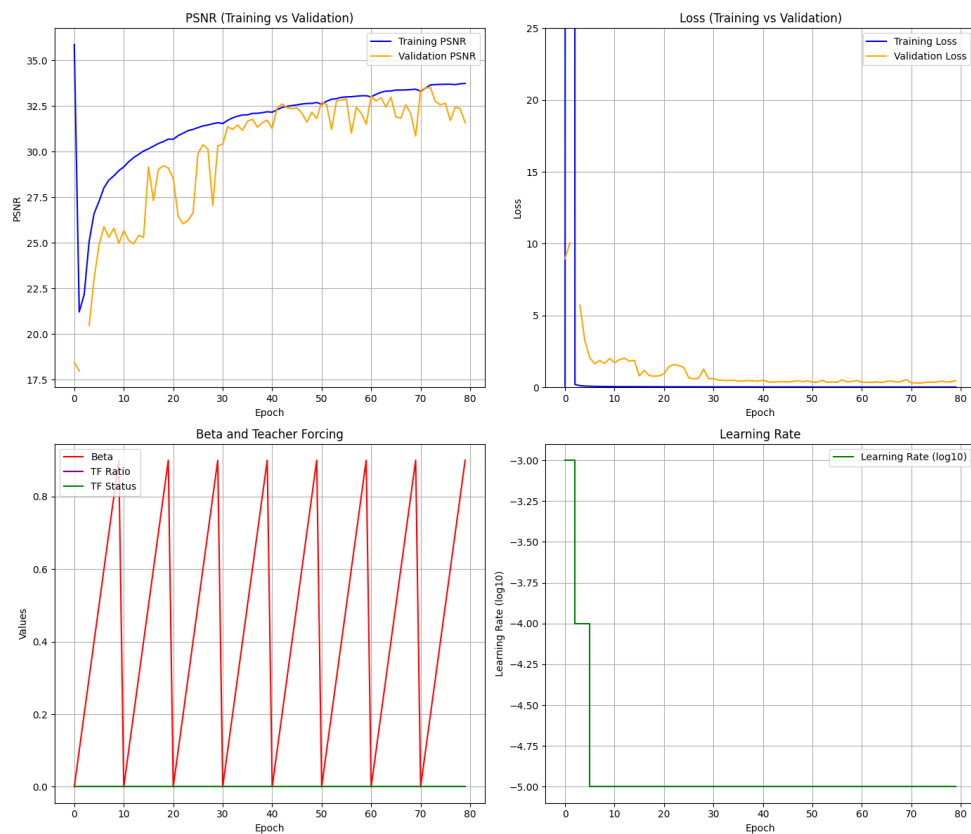 PSNR (Training vs Validation)
Training PSNR
Validation PSNR
35.0
32.5
30.0
27.5
25.0
22.5
20.0
17.5
PSNR
0 10 20 30 40 50 60 70 80
Epoch
Loss (Training vs Validation)
Training Loss
Validation Loss
25
20
15
10
5
0
Loss
0 10 20 30 40 50 60 70 80
Epoch
Beta and Teacher Forcing
Beta
TF Ratio
TF Status
0.8
0.6
0.4
0.2
0.0
Values
0 10 20 30 40 50 60 70 80
Epoch
Learning Rate
Learning Rate (log10)
−3.00
−3.25
−3.50
−3.75
−4.00
−4.25
−4.50
−4.75
−5.00
Learning Rate (log10)
0 10 20 30 40 50 60 70 80
Epoch